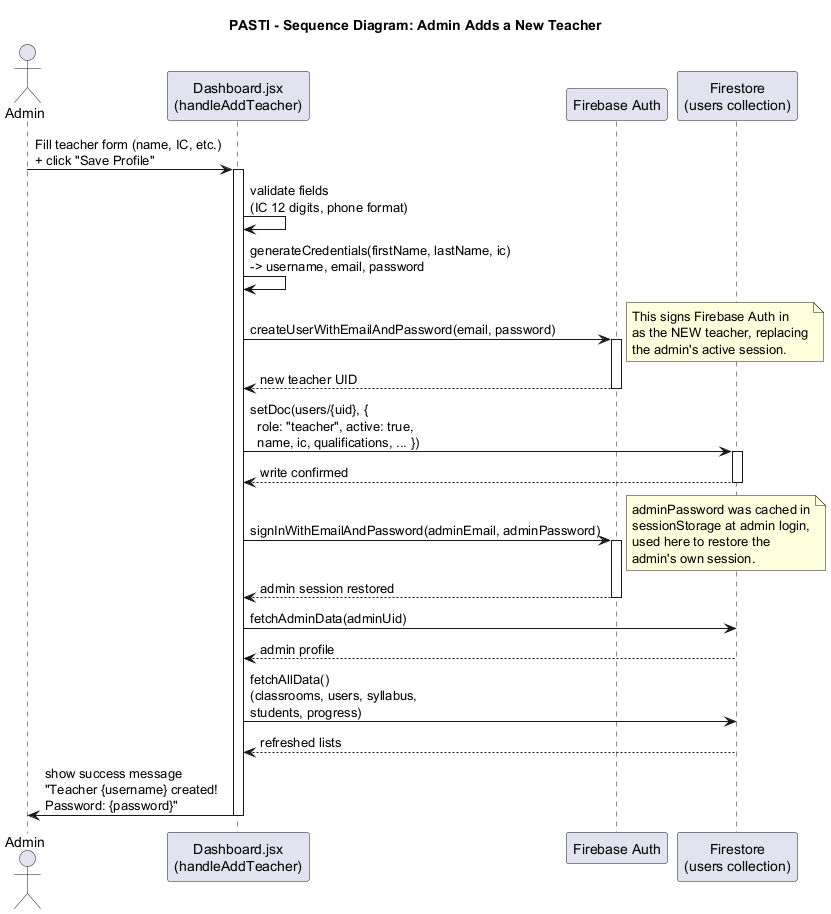 PASTI - Sequence Diagram: Admin Adds a New Teacher
Admin
Dashboard.jsx
(handleAddTeacher)
Firebase Auth
Firestore
(users collection)
Fill teacher form (name, IC, etc.)
+ click "Save Profile"
validate fields
(IC 12 digits, phone format)
generateCredentials(firstName, lastName, ic)
-> username, email, password
createUserWithEmailAndPassword(email, password)
This signs Firebase Auth in
as the NEW teacher, replacing
the admin's active session.
new teacher UID
setDoc(users/{uid}, {
role: "teacher", active: true,
name, ic, qualifications, ... })
write confirmed
signInWithEmailAndPassword(adminEmail, adminPassword)
adminPassword was cached in
sessionStorage at admin login,
used here to restore the
admin's own session.
admin session restored
fetchAdminData(adminUid)
admin profile
fetchAllData()
(classrooms, users, syllabus,
students, progress)
refreshed lists
show success message
"Teacher {username} created!
Password: {password}"
Admin
Dashboard.jsx
(handleAddTeacher)
Firebase Auth
Firestore
(users collection)